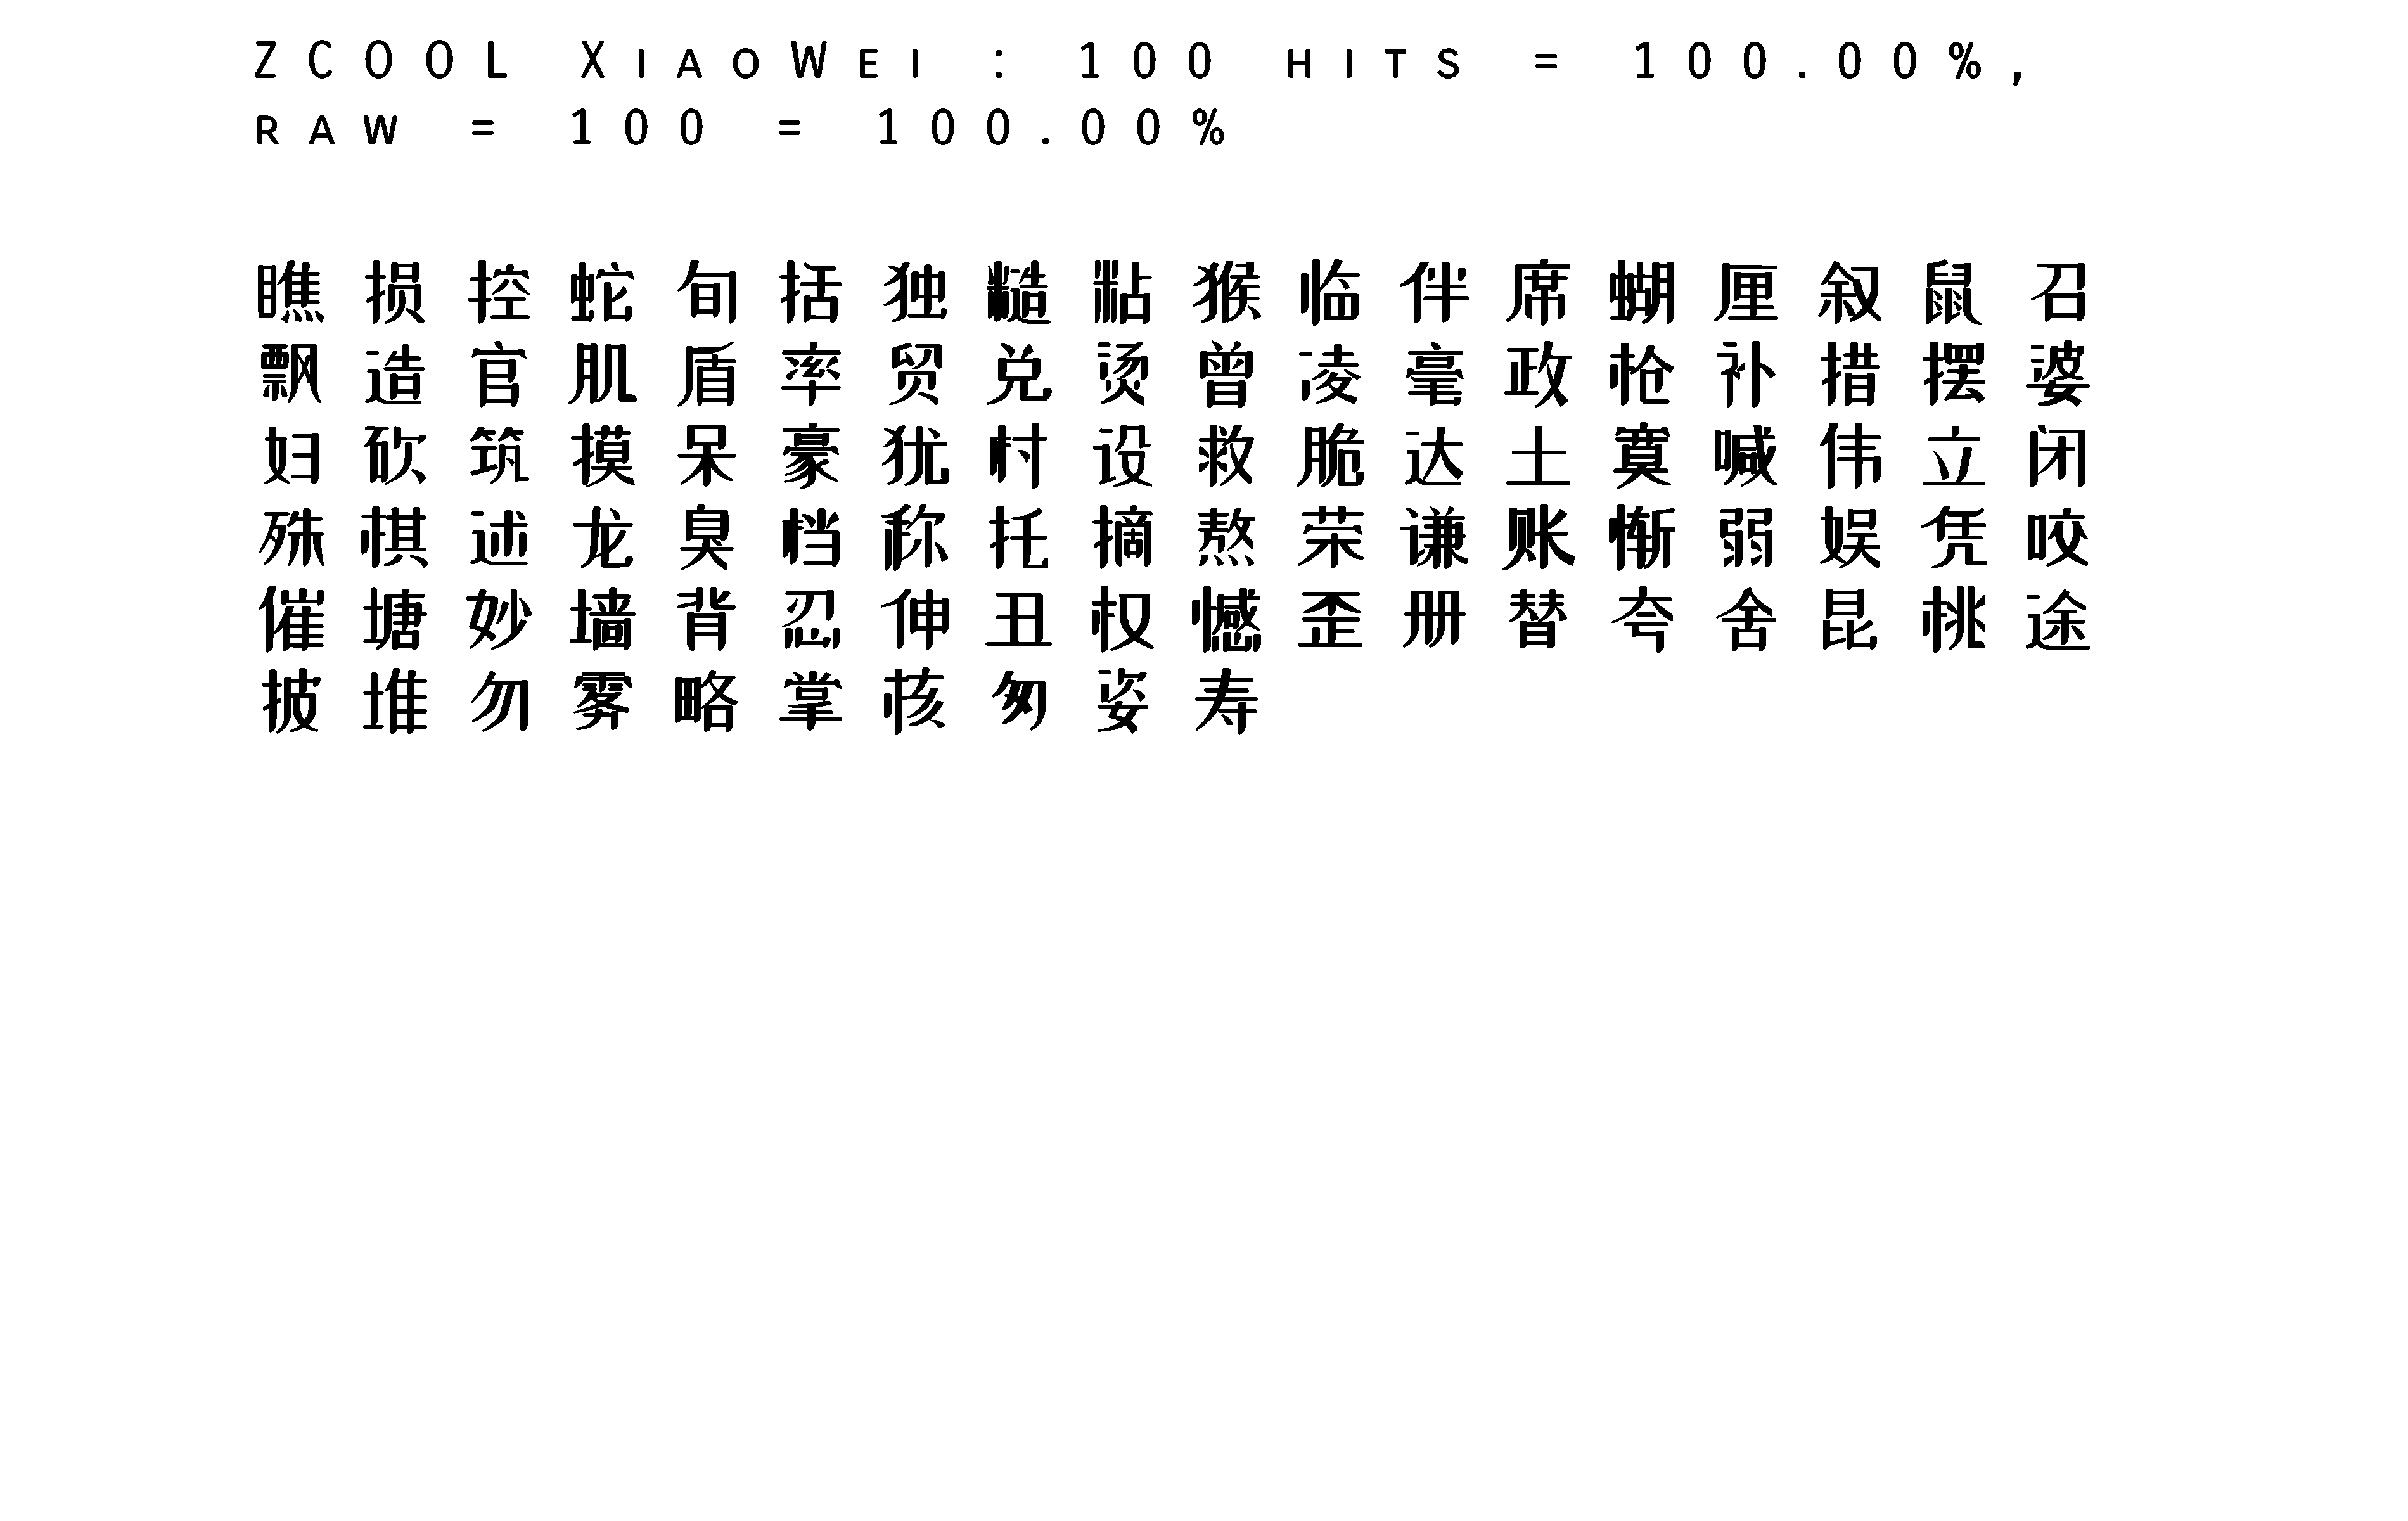 ZCOOL XiaoWei : 100 hits = 100.00%,
raw = 100 = 100.00%
瞧损控蛇旬括独糙粘猴临伴席蝴厘叙鼠召
飘造官肌盾率贸兑烫曾凌毫政枪补措摆婆
妇砍筑摸呆豪犹村设救脆达土寞喊伟立闭
殊棋述龙臭档称托摘熬荣谦账惭弱娱凭咬
催塘妙墙背忍伸丑权憾歪册替夸舍昆桃途
披堆勿雾略掌核匆姿寿